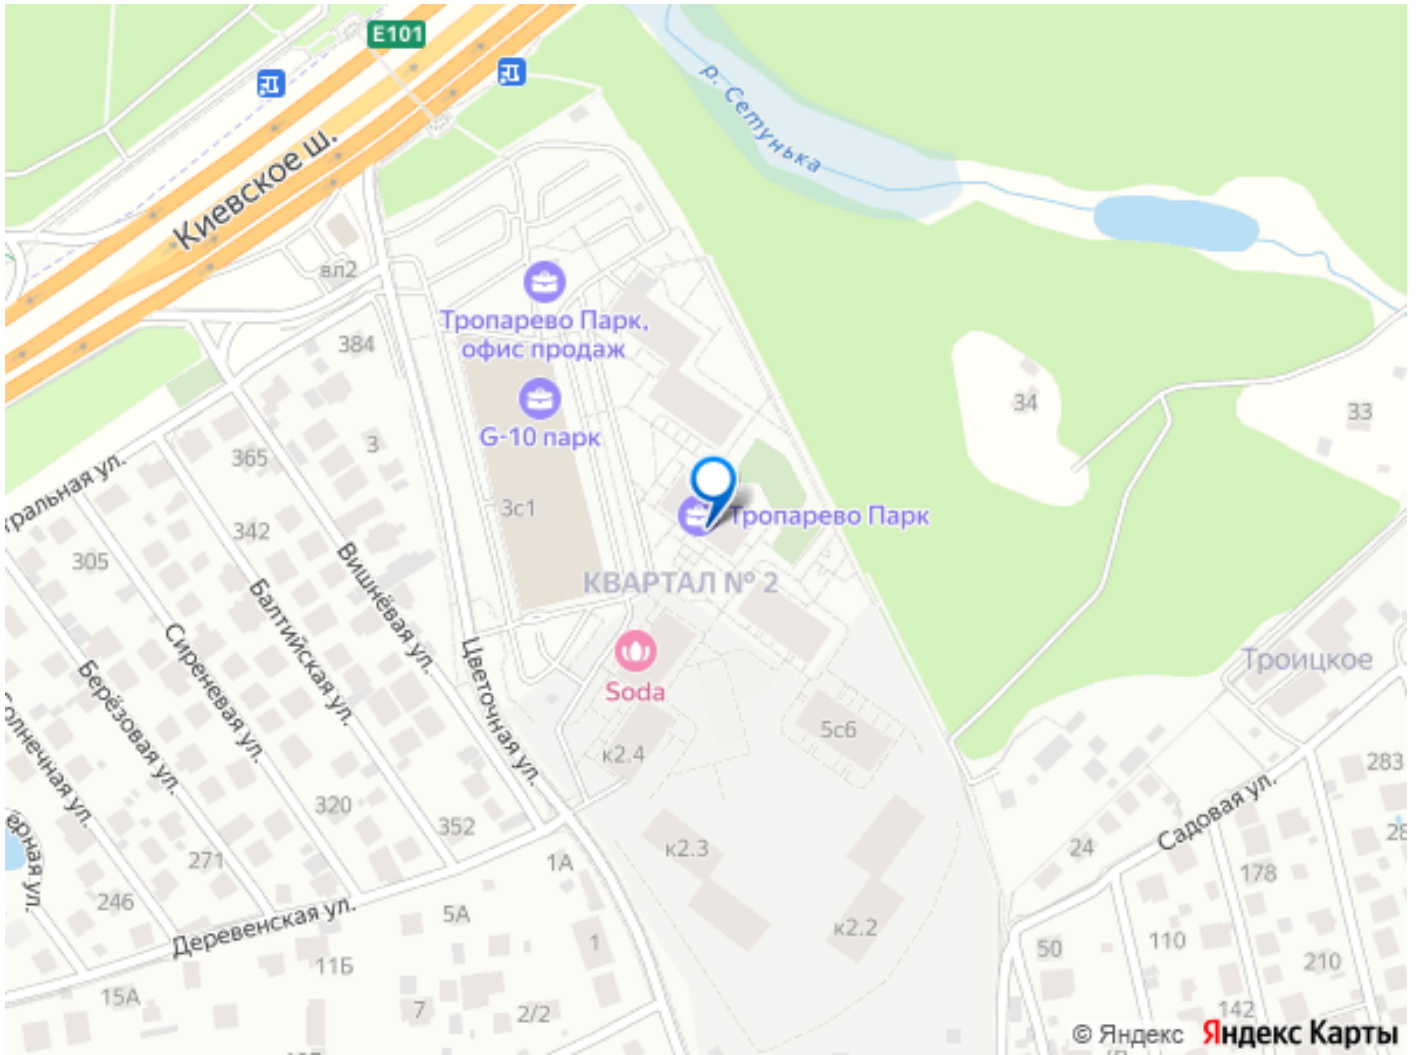 E101
Киевское ш.
р. Сетунька
вл2
Тропарево Парк,
офис продаж
384
G-10 парк
34
33
3
365
тральная ул.
3с1
Тропарево Парк
342
305
Вишнёвая ул.
КВАРТАЛ № 2
Балтийская ул.
Сиреневая ул.
Цветочная ул.
Soda
Троицкое
Берёзовая ул.
олнечная ул.
5с6
к2.4
283
320
352
Садовая ул.
28
ерная ул.
к2.3
24
271
1А
178
246
5А
Деревенская ул.
к2.2
1
110
50
11Б
210
15А
7
2/2
142
© Яндекс Яндекс Карты